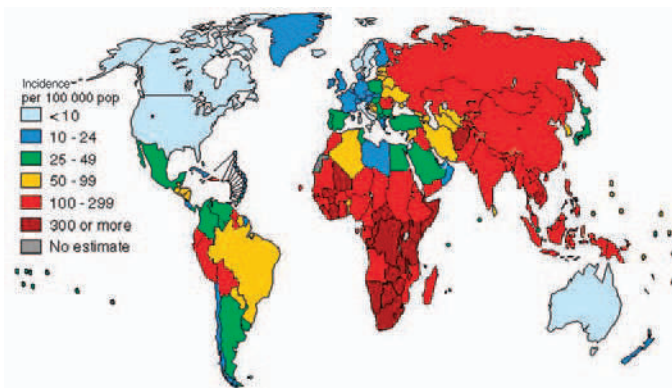 Incidence
per 100 000 pop
< 10
10 - 24
25 - 49
50 - 99
100 - 299
300 or more
No estimate